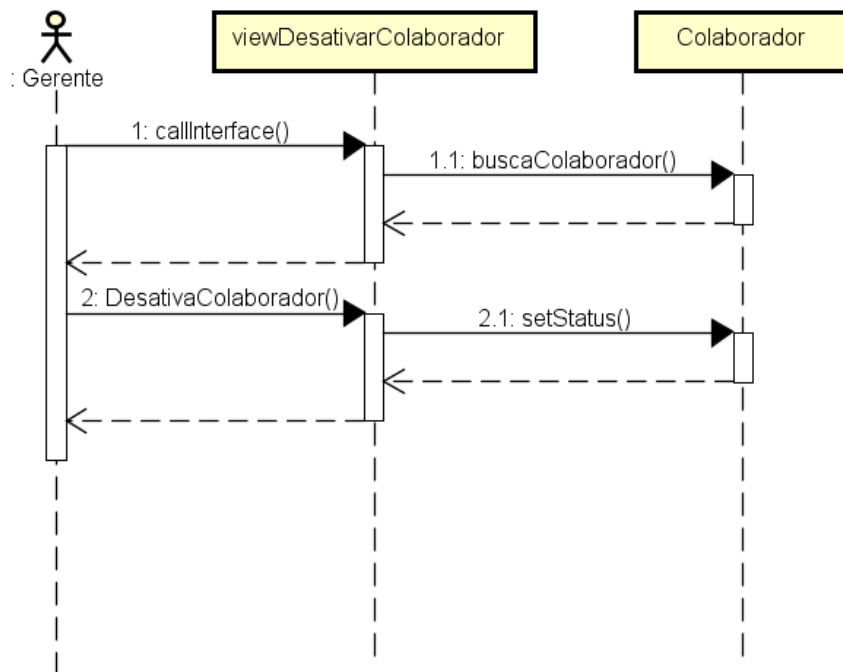 viewDesativarColaborador
Colaborador
: Gerente
1: callInterface()
1.1: buscaColaborador()
2: DesativaColaborador()
2.1: setStatus()